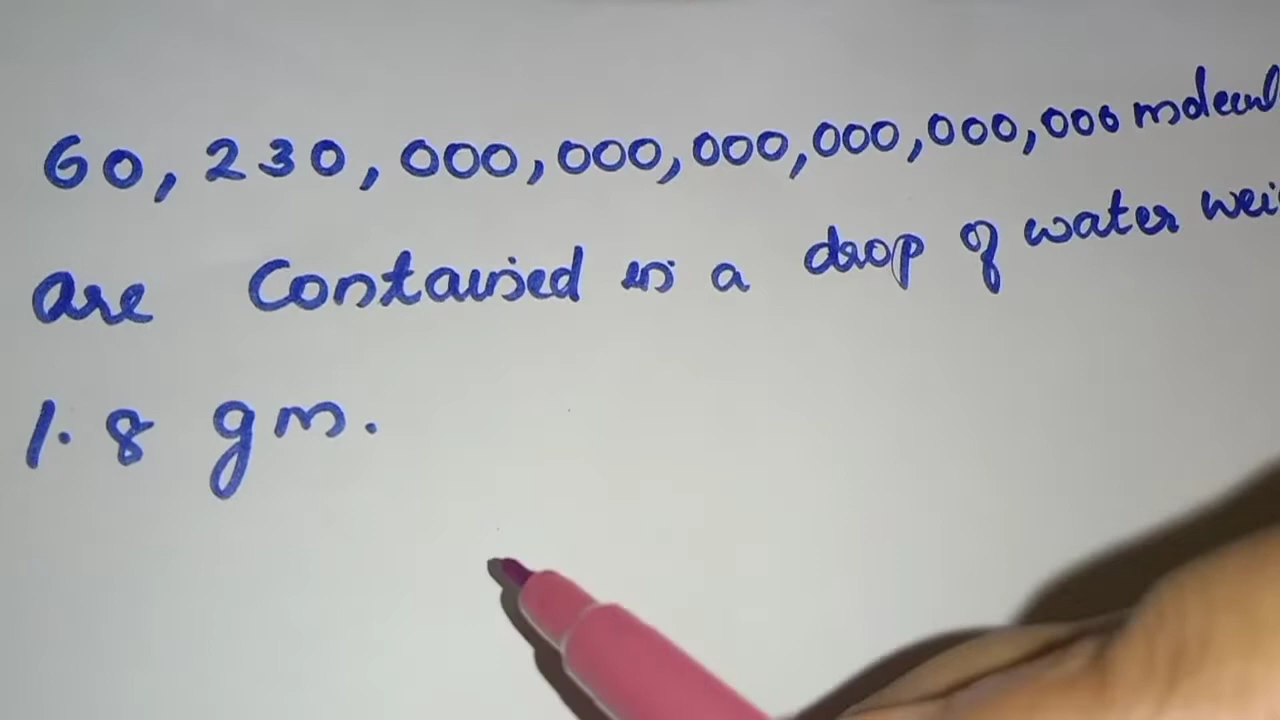 60,230,000,000,000,000,000,000 molecul
are contained in a drop of water wei
1.8 gm.